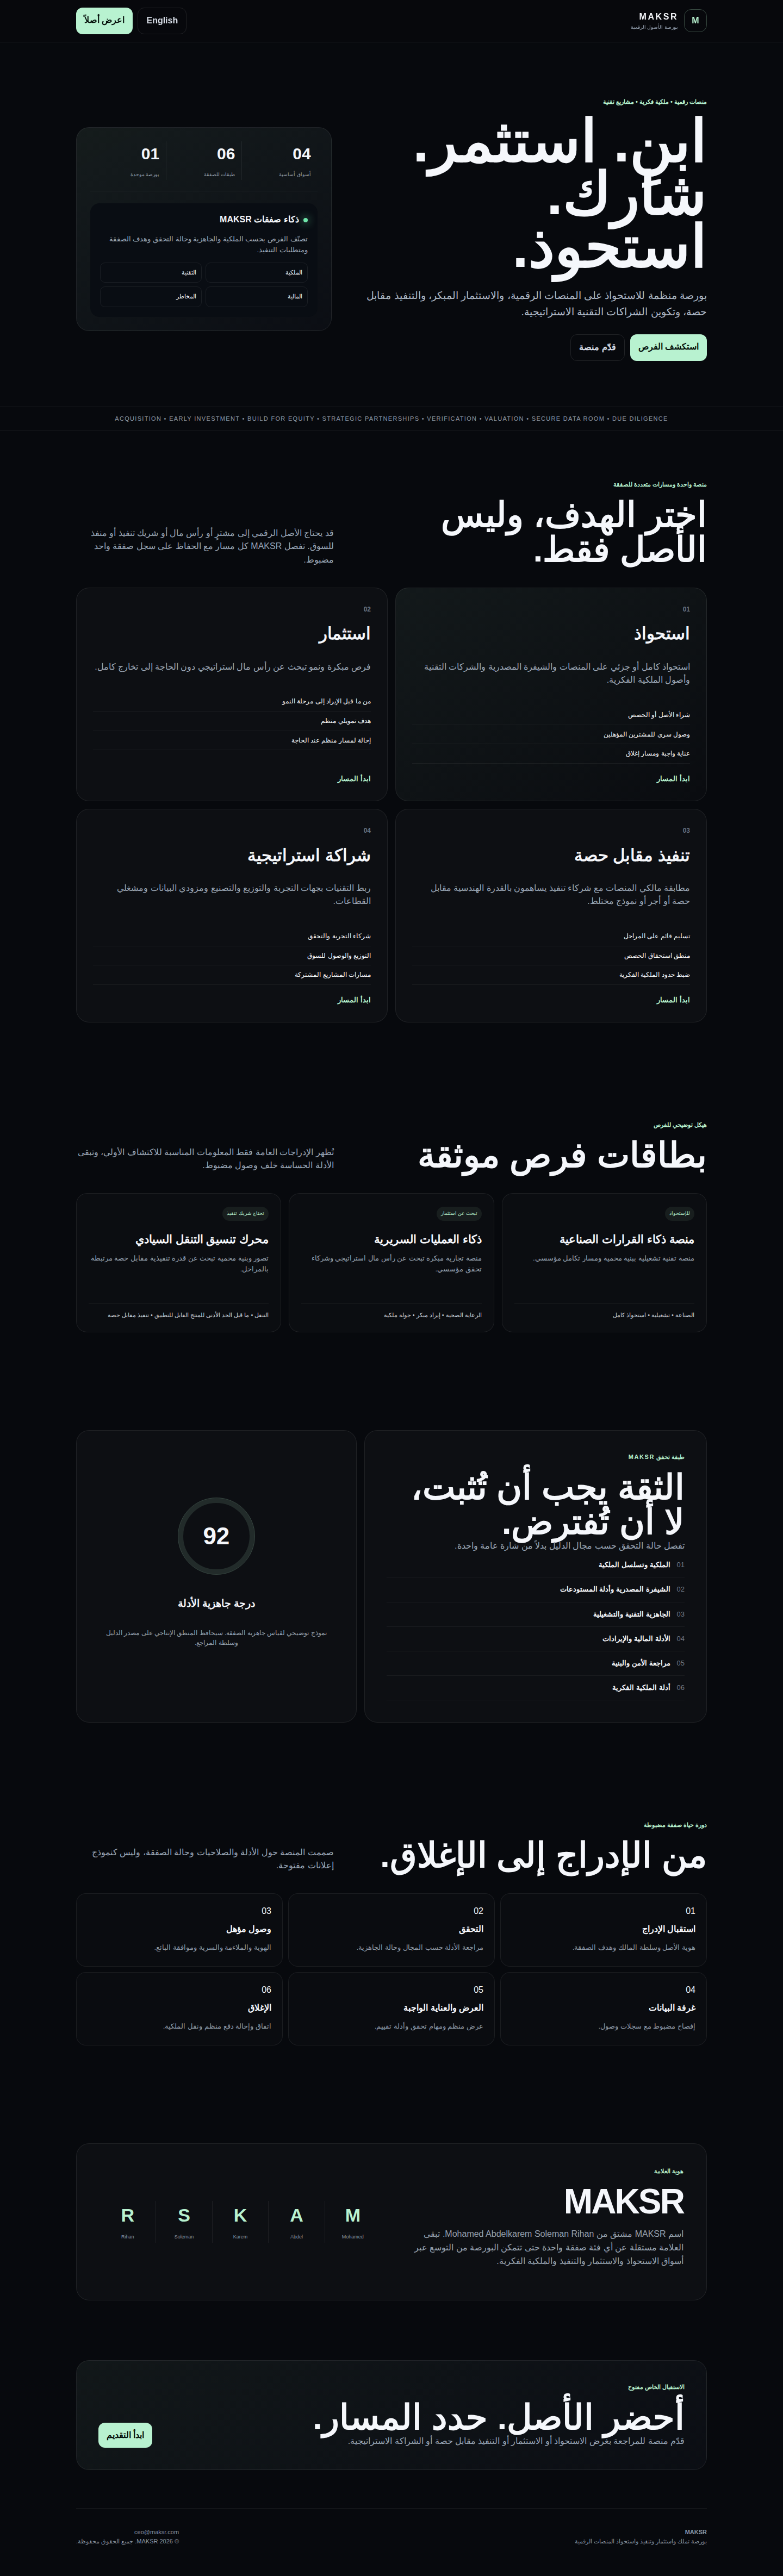 MAKSR
بورصة الأصول الرقمية
M
English
اعرض أصلاً
منصات رقمية • ملكية فكرية • مشاريع تقنية
ابنِ. استثمر.
شارك.
استحوذ.
بورصة منظمة للاستحواذ على المنصات الرقمية، والاستثمار المبكر، والتنفيذ مقابل
حصة، وتكوين الشراكات التقنية الاستراتيجية.
استكشف الفرص
قدّم منصة
04
أسواق أساسية
06
طبقات للصفقة
01
بورصة موحدة
ذكاء صفقات MAKSR
تصنّف الفرص بحسب الملكية والجاهزية وحالة التحقق وهدف الصفقة
ومتطلبات التنفيذ.
الملكية
التقنية
المالية
المخاطر
ACQUISITION • EARLY INVESTMENT • BUILD FOR EQUITY • STRATEGIC PARTNERSHIPS • VERIFICATION • VALUATION • SECURE DATA ROOM • DUE DILIGENCE
منصة واحدة ومسارات متعددة للصفقة
اختر الهدف، وليس
الأصل فقط.
قد يحتاج الأصل الرقمي إلى مشترٍ أو رأس مال أو شريك تنفيذ أو منفذ
للسوق. تفصل MAKSR كل مسار مع الحفاظ على سجل صفقة واحد
مضبوط.
01
استحواذ
استحواذ كامل أو جزئي على المنصات والشيفرة المصدرية والشركات التقنية
وأصول الملكية الفكرية.
شراء الأصل أو الحصص
وصول سري للمشترين المؤهلين
عناية واجبة ومسار إغلاق
ابدأ المسار
02
استثمار
فرص مبكرة ونمو تبحث عن رأس مال استراتيجي دون الحاجة إلى تخارج كامل.
من ما قبل الإيراد إلى مرحلة النمو
هدف تمويلي منظم
إحالة لمسار منظم عند الحاجة
ابدأ المسار
03
تنفيذ مقابل حصة
مطابقة مالكي المنصات مع شركاء تنفيذ يساهمون بالقدرة الهندسية مقابل
حصة أو أجر أو نموذج مختلط.
تسليم قائم على المراحل
منطق استحقاق الحصص
ضبط حدود الملكية الفكرية
ابدأ المسار
04
شراكة استراتيجية
ربط التقنيات بجهات التجربة والتوزيع والتصنيع ومزودي البيانات ومشغلي
القطاعات.
شركاء التجربة والتحقق
التوزيع والوصول للسوق
مسارات المشاريع المشتركة
ابدأ المسار
هيكل توضيحي للفرص
بطاقات فرص موثقة
تُظهر الإدراجات العامة فقط المعلومات المناسبة للاكتشاف الأولي، وتبقى
الأدلة الحساسة خلف وصول مضبوط.
للإستحواذ
منصة ذكاء القرارات الصناعية
منصة تقنية تشغيلية ببنية محمية ومسار تكامل مؤسسي.
الصناعة • تشغيلية • استحواذ كامل
تبحث عن استثمار
ذكاء العمليات السريرية
منصة تجارية مبكرة تبحث عن رأس مال استراتيجي وشركاء
تحقق مؤسسي.
الرعاية الصحية • إيراد مبكر • جولة ملكية
تحتاج شريك تنفيذ
محرك تنسيق التنقل السيادي
تصور وبنية محمية تبحث عن قدرة تنفيذية مقابل حصة مرتبطة
بالمراحل.
التنقل • ما قبل الحد الأدنى للمنتج القابل للتطبيق • تنفيذ مقابل حصة
طبقة تحقق MAKSR
الثقة يجب أن تُثبت،
لا أن تُفترض.
تفصل حالة التحقق حسب مجال الدليل بدلاً من شارة عامة واحدة.
01 الملكية وتسلسل الملكية
02 الشيفرة المصدرية وأدلة المستودعات
03 الجاهزية التقنية والتشغيلية
04 الأدلة المالية والإيرادات
05 مراجعة الأمن والبنية
06 أدلة الملكية الفكرية
92
درجة جاهزية الأدلة
نموذج توضيحي لقياس جاهزية الصفقة. سيحافظ المنطق الإنتاجي على مصدر الدليل
وسلطة المراجع.
دورة حياة صفقة مضبوطة
من الإدراج إلى الإغلاق.
صممت المنصة حول الأدلة والصلاحيات وحالة الصفقة، وليس كنموذج
إعلانات مفتوحة.
01
استقبال الإدراج
هوية الأصل وسلطة المالك وهدف الصفقة.
02
التحقق
مراجعة الأدلة حسب المجال وحالة الجاهزية.
03
وصول مؤهل
الهوية والملاءمة والسرية وموافقة البائع.
04
غرفة البيانات
إفصاح مضبوط مع سجلات وصول.
05
العرض والعناية الواجبة
عرض منظم ومهام تحقق وأدلة تقييم.
06
الإغلاق
اتفاق وإحالة دفع منظم ونقل الملكية.
هوية العلامة
MAKSR
اسم MAKSR مشتق من Mohamed Abdelkarem Soleman Rihan. تبقى
العلامة مستقلة عن أي فئة صفقة واحدة حتى تتمكن البورصة من التوسع عبر
أسواق الاستحواذ والاستثمار والتنفيذ والملكية الفكرية.
M
Mohamed
A
Abdel
K
Karem
S
Soleman
R
Rihan
الاستقبال الخاص مفتوح
أحضر الأصل. حدد المسار.
قدّم منصة للمراجعة بغرض الاستحواذ أو الاستثمار أو التنفيذ مقابل حصة أو الشراكة الاستراتيجية.
ابدأ التقديم
MAKSR
بورصة تملك واستثمار وتنفيذ واستحواذ المنصات الرقمية
ceo@maksr.com
© 2026 MAKSR. جميع الحقوق محفوظة.